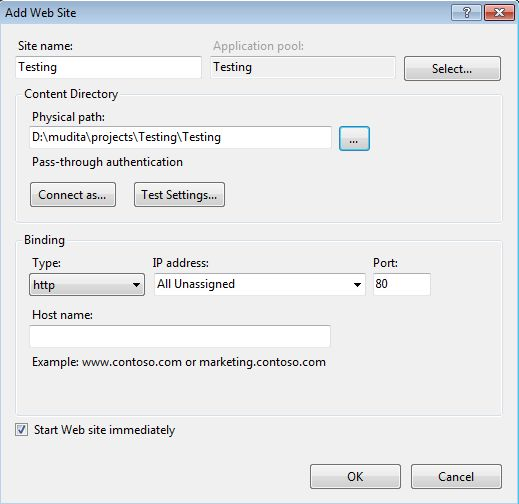 Add Web Site
?
Site name:
Application pool:
Testing
Testing
Select...
Content Directory
Physical path:
D:\mudita\projects\Testing\Testing
...
Pass-through authentication
Connect as...
Test Settings...
Binding
Type:
IP address:
Port:
http
All Unassigned
80
Host name:
Example: www.contoso.com or marketing.contoso.com
Start Web site immediately
OK
Cancel